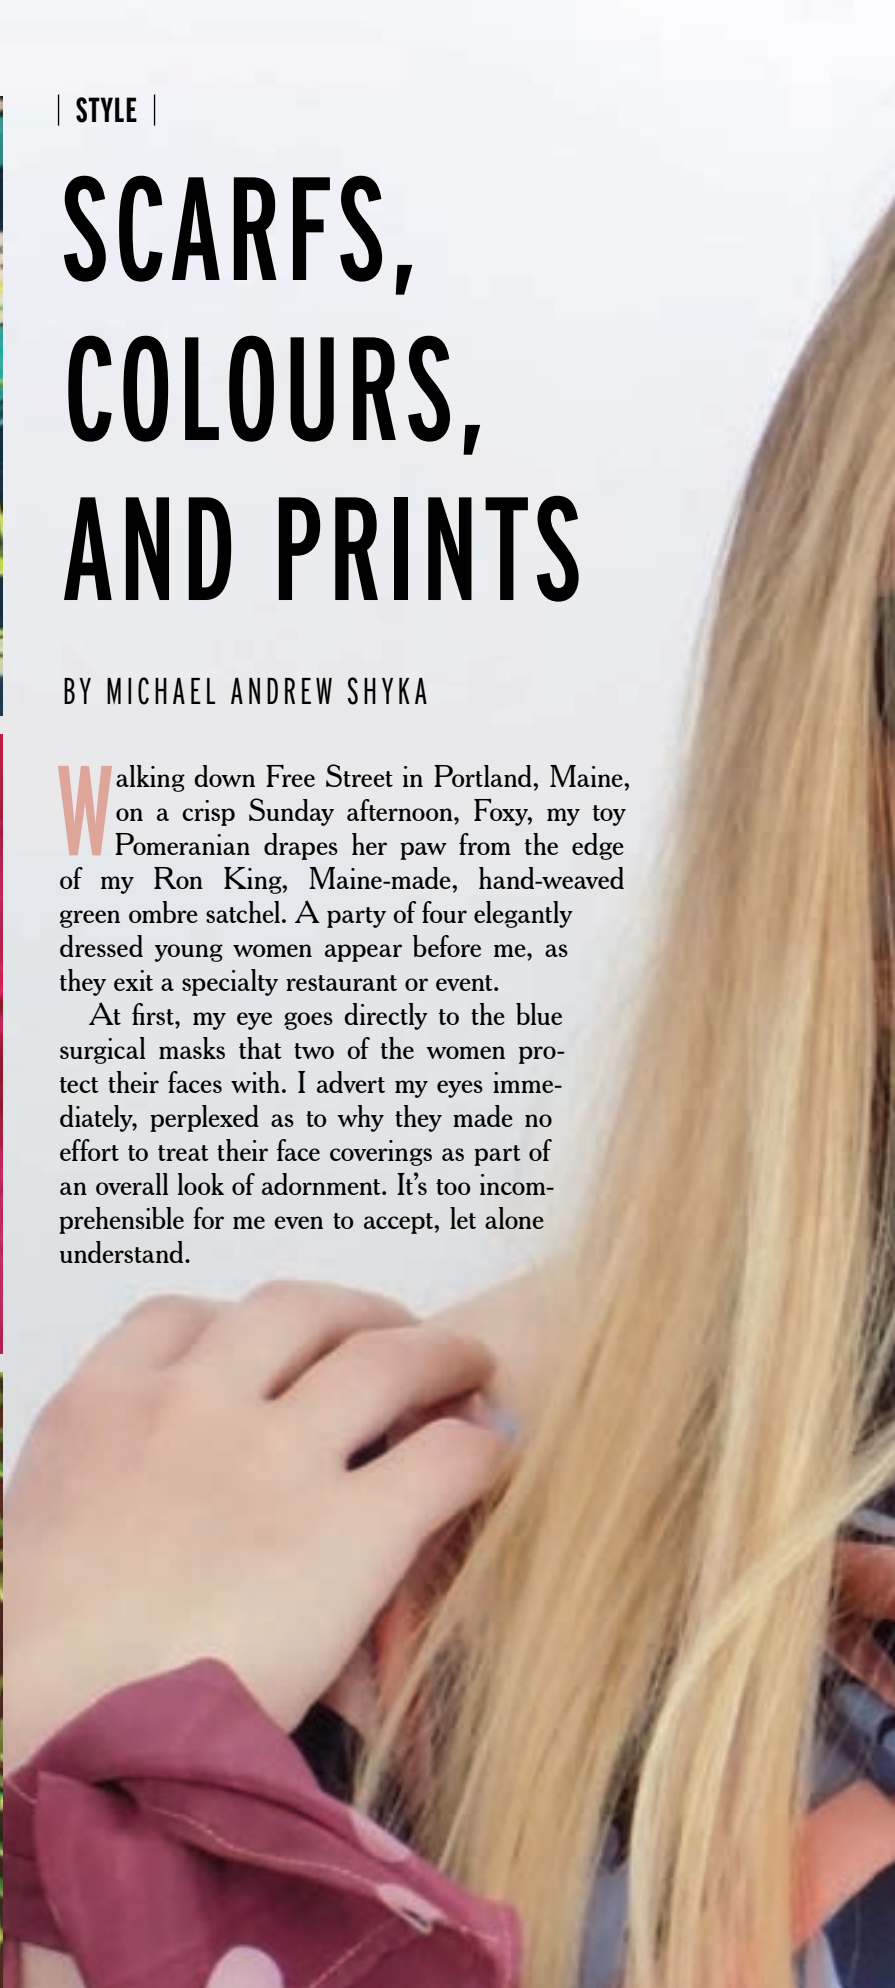 | STYLE |
SCARFS,
COLOURS,
AND PRINTS
BY MICHAEL ANDREW SHYKA
Walking down Free Street in Portland, Maine,
on a crisp Sunday afternoon, Foxy, my toy
Pomeranian drapes her paw from the edge
of my Ron King, Maine-made, hand-weaved
green ombre satchel. A party of four elegantly
dressed young women appear before me, as
they exit a specialty restaurant or event.
At first, my eye goes directly to the blue
surgical masks that two of the women pro-
tect their faces with. I advert my eyes imme-
diately, perplexed as to why they made no
effort to treat their face coverings as part of
an overall look of adornment. It’s too incom-
prehensible for me even to accept, let alone
understand.